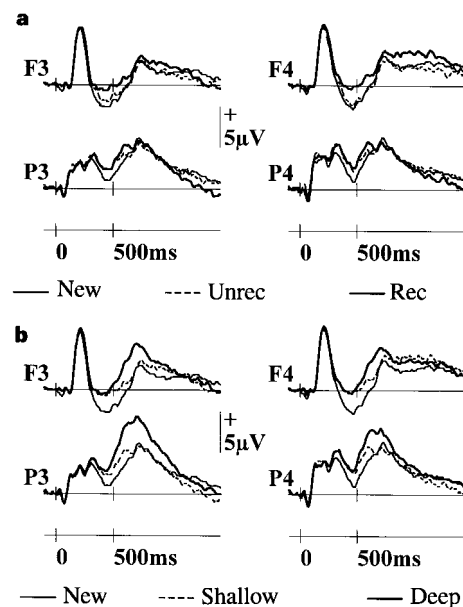 a
F3 F4
+
5µV
P3 P4
0 500ms 0 500ms
New Unrec Rec
b
F3 F4
+
5µV
P3 P4
0 500ms 0 500ms
New Shallow Deep